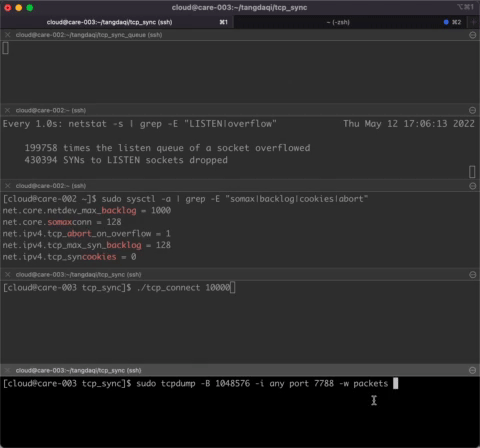 cloud@care-003:~/tangdaqi/tcp_sync
⌥⌘1
cloud@care-003:~/tangdaqi/tcp_sync (ssh) ⌘1 ~ (-zsh) ⌘2
cloud@care-002:~/tangdaqi/tcp_sync_queue (ssh)
cloud@care-002:~ (ssh)
Every 1.0s: netstat -s | grep -E "LISTEN|overflow" Thu May 12 17:06:13 2022
199758 times the listen queue of a socket overflowed
430394 SYNs to LISTEN sockets dropped
cloud@care-002:~ (ssh)
[cloud@care-002 ~]$ sudo sysctl -a | grep -E "somax|backlog|cookies|abort"
net.core.netdev_max_backlog = 1000
net.core.somaxconn = 128
net.ipv4.tcp_abort_on_overflow = 1
net.ipv4.tcp_max_syn_backlog = 128
net.ipv4.tcp_syncookies = 0
cloud@care-003:~/tangdaqi/tcp_sync (ssh)
[cloud@care-003 tcp_sync]$ ./tcp_connect 10000
cloud@care-003:~/tangdaqi/tcp_sync (ssh)
[cloud@care-003 tcp_sync]$ sudo tcpdump -B 1048576 -i any port 7788 -w packets